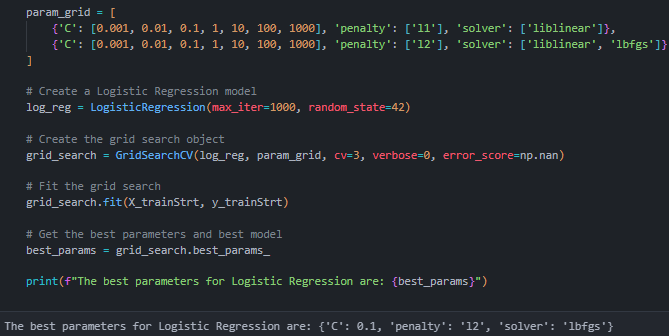 param_grid = [
    {'C': [0.001, 0.01, 0.1, 1, 10, 100, 1000], 'penalty': ['l1'], 'solver': ['liblinear']},
    {'C': [0.001, 0.01, 0.1, 1, 10, 100, 1000], 'penalty': ['l2'], 'solver': ['liblinear', 'lbfgs']}
]
# Create a Logistic Regression model
log_reg = LogisticRegression(max_iter=1000, random_state=42)
# Create the grid search object
grid_search = GridSearchCV(log_reg, param_grid, cv=3, verbose=0, error_score=np.nan)
# Fit the grid search
grid_search.fit(X_trainStrt, y_trainStrt)
# Get the best parameters and best model
best_params = grid_search.best_params_
print(f"The best parameters for Logistic Regression are: {best_params}")
The best parameters for Logistic Regression are: {'C': 0.1, 'penalty': 'l2', 'solver': 'lbfgs'}